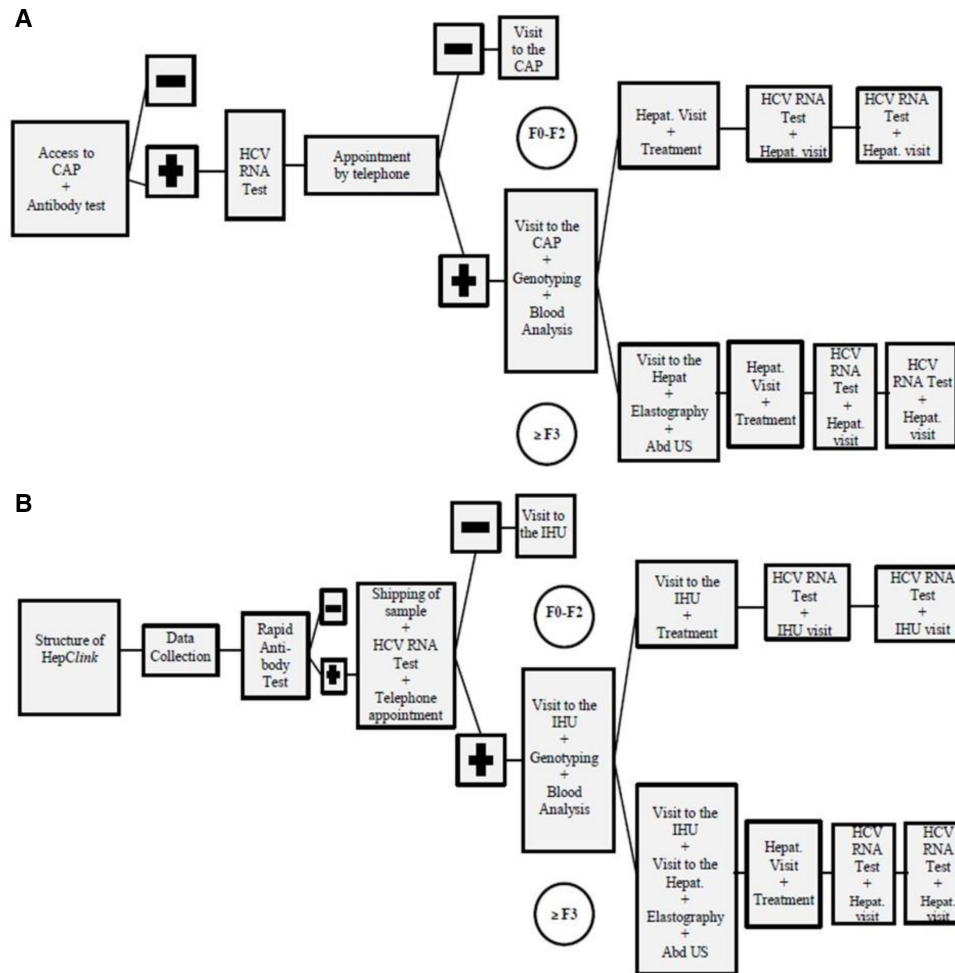 A
Access to
CAP
+
Antibody test
HCV
RNA
Test
Appointment
by telephone
Visit
to the
CAP
F0-F2
Visit to the
CAP
+
Genotyping
+
Blood
Analysis
≥ F3
Hepat. Visit
+
Treatment
HCV RNA
Test
+
Hepat. visit
HCV RNA
Test
+
Hepat. visit
Visit to the
Hepat
+
Elastography
+
Abd US
Hepat.
Visit
+
Treatment
HCV
RNA
Test
+
Hepat.
visit
HCV
RNA Test
+
Hepat.
visit
B
Structure of
HepClink
Data
Collection
Rapid
Anti-
body
Test
Shipping of
sample
+
HCV RNA
Test
+
Telephone
appointment
Visit to
the IHU
F0-F2
Visit to the
IHU
+
Genotyping
+
Blood
Analysis
≥ F3
Visit to the
IHU
+
Treatment
HCV RNA
Test
+
IHU visit
HCV RNA
Test
+
IHU visit
Visit to the
IHU
+
Visit to the
Hepat.
+
Elastography
+
Abd US
Hepat.
Visit
+
Treatment
HCV
RNA
Test
+
Hepat.
visit
HCV
RNA
Test
+
Hepat.
visit